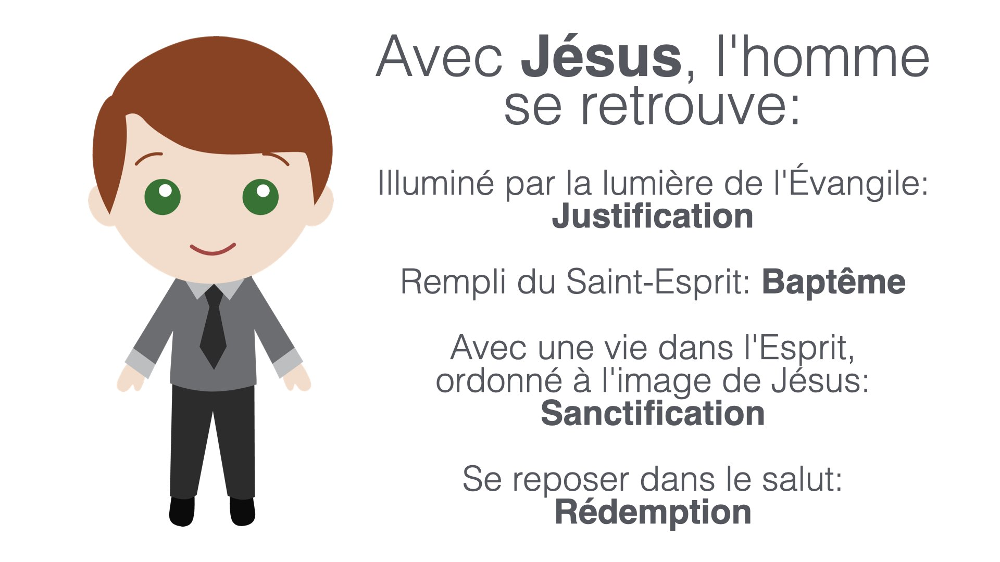 Avec Jésus, l'homme
se retrouve:
Illuminé par la lumière de l'Évangile:
Justification
Rempli du Saint-Esprit: Baptême
Avec une vie dans l'Esprit,
ordonné à l'image de Jésus:
Sanctification
Se reposer dans le salut:
Rédemption